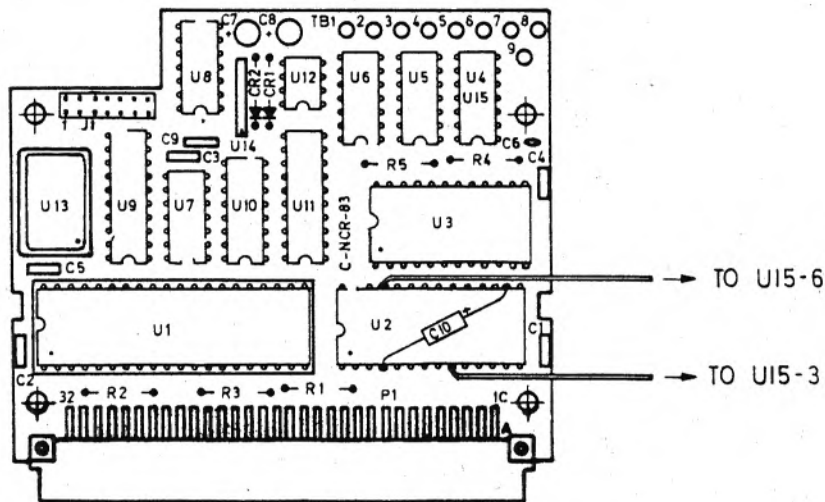 C7 C8 TB1 2 3 4 5 6 7 8
9
U8 CR2 CR1 U12 U6 U5 U4
U15
1 J1
C9 U14 C6
C3 R5 R4 C4
U13 U9 U7 U10 U11 C-NCR-83 U3
C5
TO U15-6
U1 U2 C10 + C1
C2 TO U15-3
32 R2 R3 R1 P1 1C
A